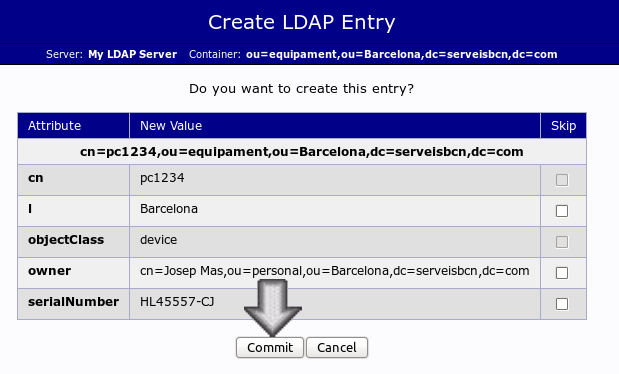 Create LDAP Entry
Server: My LDAP Server Container: ou=equipament,ou=Barcelona,dc=serveisbcn,dc=com
Do you want to create this entry?
Attribute New Value Skip
cn=pc1234,ou=equipament,ou=Barcelona,dc=serveisbcn,dc=com
cn pc1234
l Barcelona
objectClass device
owner cn=Josep Mas,ou=personal,ou=Barcelona,dc=serveisbcn,dc=com
serialNumber HL45557-CJ
Commit Cancel